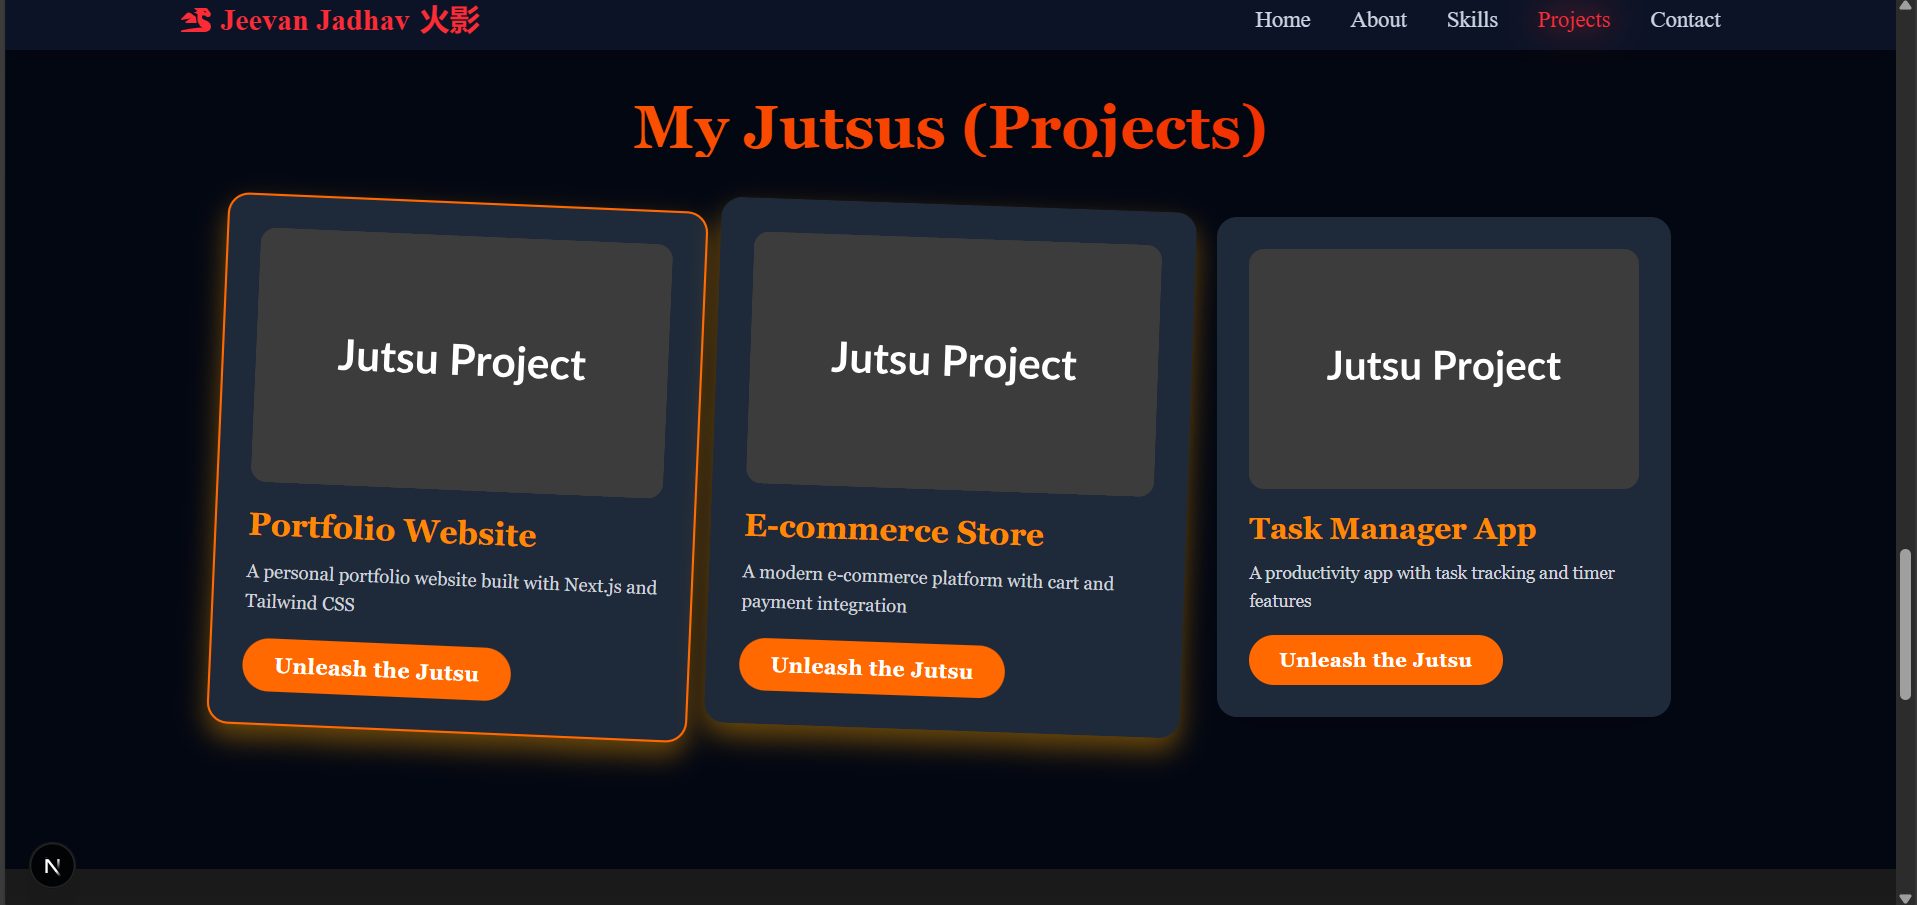 Jeevan Jadhav 火影
Home
About
Skills
Projects
Contact
My Jutsus (Projects)
Jutsu Project
Portfolio Website
A personal portfolio website built with Next.js and
Tailwind CSS
Unleash the Jutsu
Jutsu Project
E-commerce Store
A modern e-commerce platform with cart and
payment integration
Unleash the Jutsu
Jutsu Project
Task Manager App
A productivity app with task tracking and timer
features
Unleash the Jutsu
N